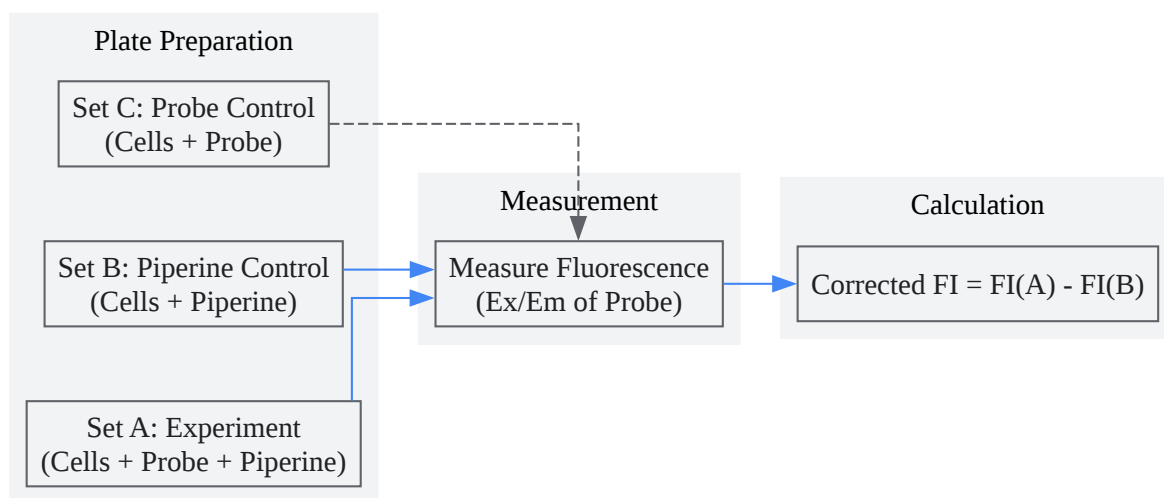 Plate Preparation
Set C: Probe Control
(Cells + Probe)
Set B: Piperine Control
(Cells + Piperine)
Set A: Experiment
(Cells + Probe + Piperine)
Measurement
Measure Fluorescence
(Ex/Em of Probe)
Calculation
Corrected FI = FI(A) - FI(B)